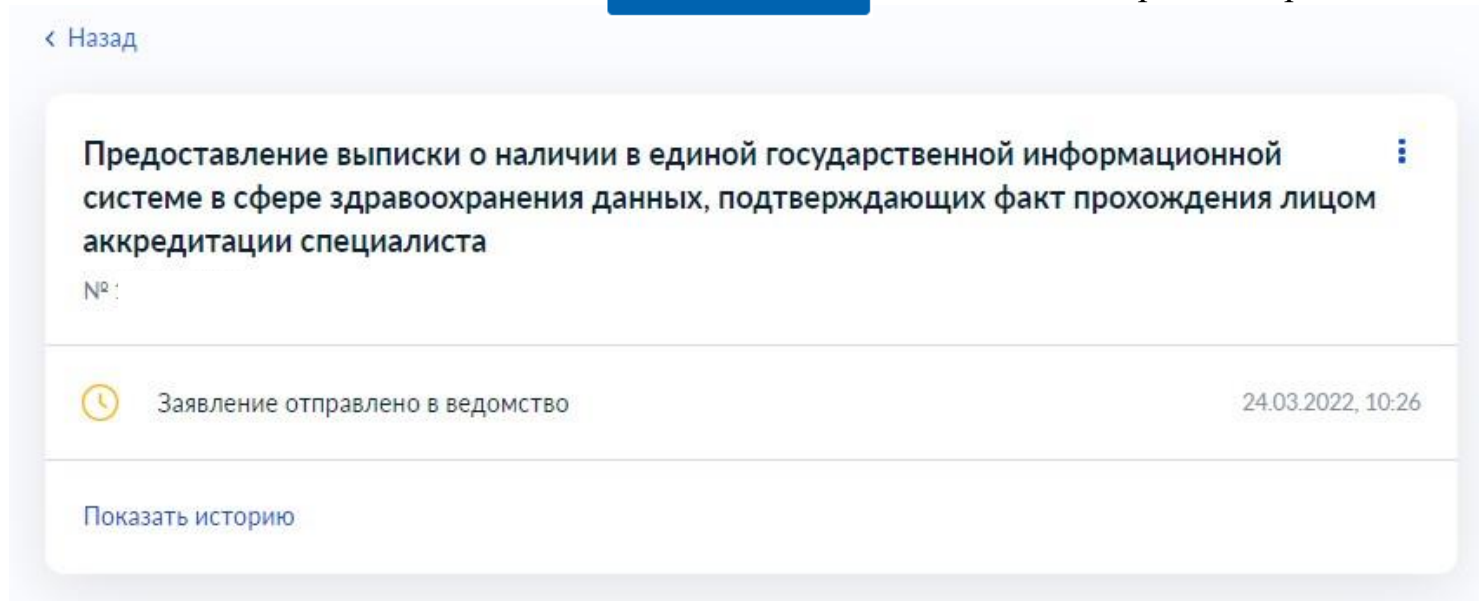 Назад
Предоставление выписки о наличии в единой государственной информационной
системе в сфере здравоохранения данных, подтверждающих факт прохождения лицом
аккредитации специалиста
№
Заявление отправлено в ведомство
24.03.2022, 10:26
Показать историю